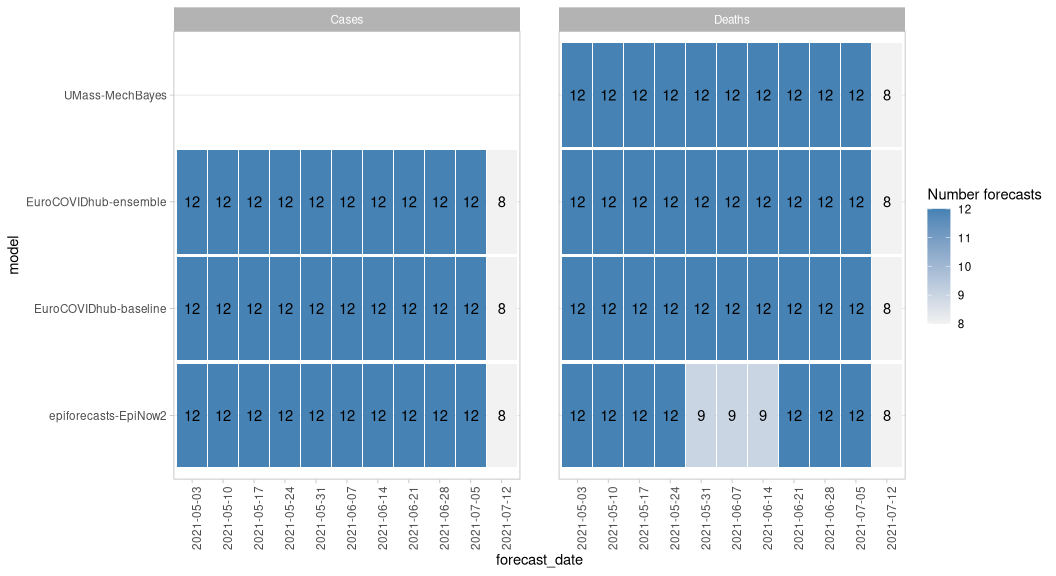 Cases Deaths
UMass-MechBayes 12 12 12 12 12 12 12 12 12 12 8
EuroCOVIDhub-ensemble 12 12 12 12 12 12 12 12 12 12 8 12 12 12 12 12 12 12 12 12 12 8
EuroCOVIDhub-baseline 12 12 12 12 12 12 12 12 12 12 8 12 12 12 12 12 12 12 12 12 12 8
epiforecasts-EpiNow2 12 12 12 12 12 12 12 12 12 12 8 12 12 12 12 9 9 9 12 12 12 8
model
2021-05-03 2021-05-10 2021-05-17 2021-05-24 2021-05-31 2021-06-07 2021-06-14 2021-06-21 2021-06-28 2021-07-05 2021-07-12 2021-05-03 2021-05-10 2021-05-17 2021-05-24 2021-05-31 2021-06-07 2021-06-14 2021-06-21 2021-06-28 2021-07-05 2021-07-12
forecast_date
Number forecasts
12
11
10
9
8